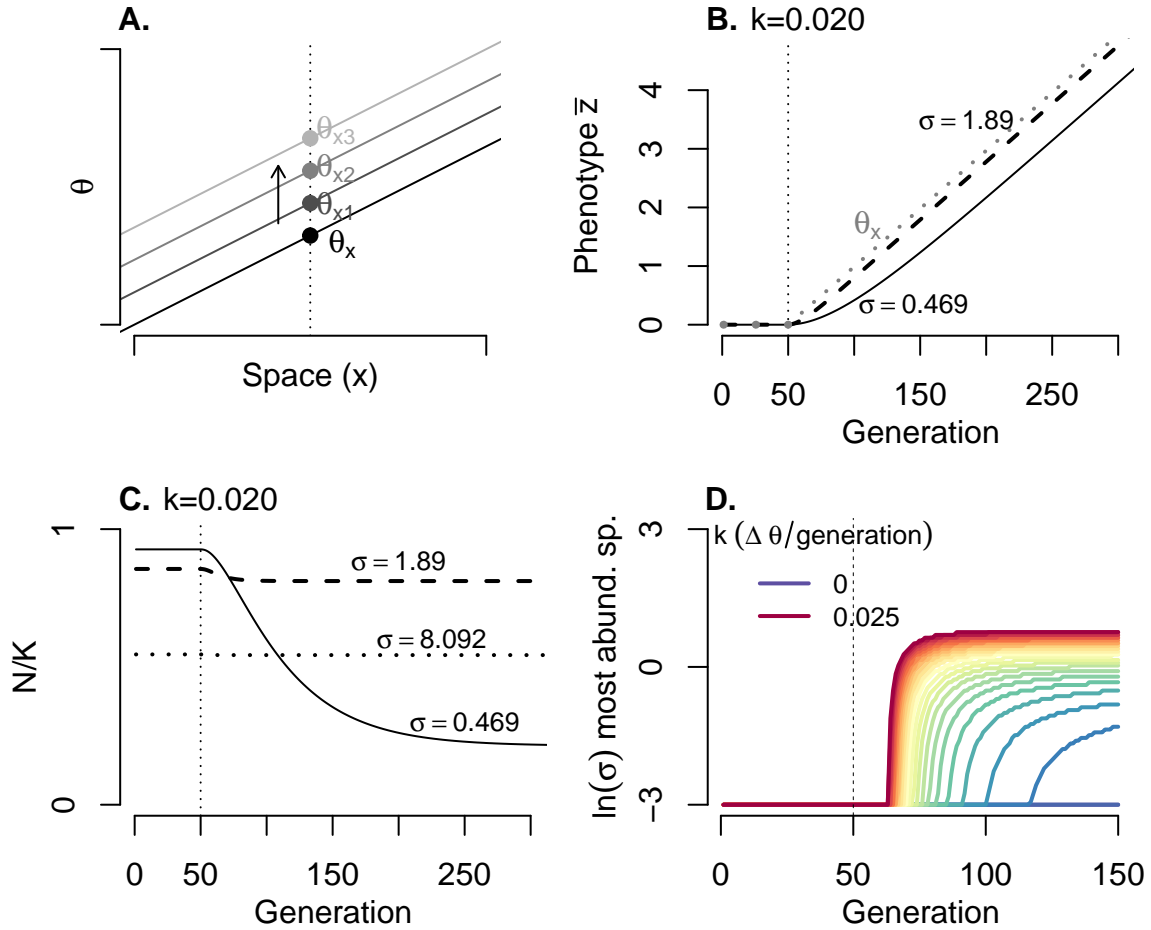 A.
θ
θx3
θx2
θx1
θx
Space (x)
B. k=0.020
Phenotype z̅
4
3
2
1
0
σ = 1.89
θx
σ = 0.469
0 50 150 250
Generation
C. k=0.020
N/K
1
0
σ = 1.89
σ = 8.092
σ = 0.469
0 50 150 250
Generation
D.
ln(σ) most abund. sp.
3
0
−3
k (Δ θ/generation)
0
0.025
0 50 100 150
Generation